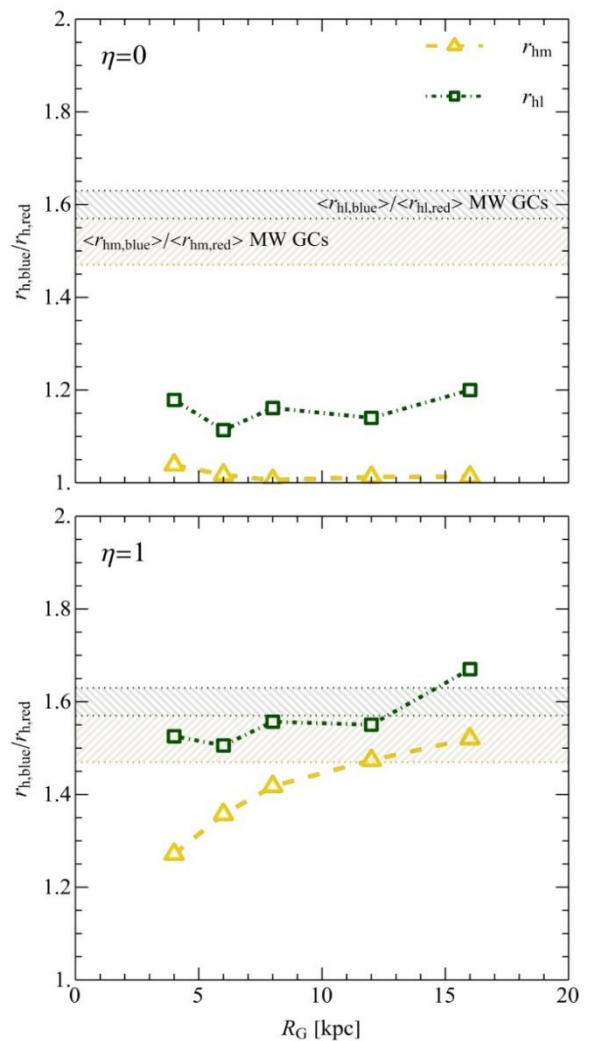 2.
η=0
r_hm
r_hl
1.8
1.6
<r_hl,blue>/<r_hl,red> MW GCs
<r_hm,blue>/<r_hm,red> MW GCs
r_h,blue/r_h,red
1.4
1.2
1.
2.
η=1
1.8
1.6
r_h,blue/r_h,red
1.4
1.2
1.
0 5 10 15 20
R_G [kpc]